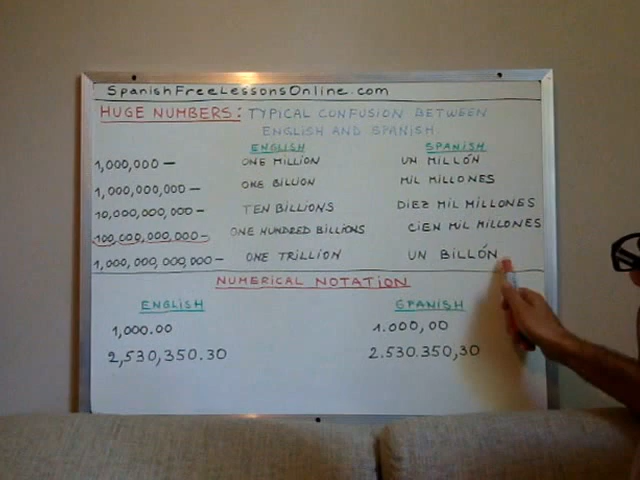 SpanishFreeLessonsOnline.com
HUGE NUMBERS: TYPICAL CONFUSION BETWEEN
ENGLISH AND SPANISH.
ENGLISH SPANISH
1,000,000 — ONE MILLION UN MILLÓN
1,000,000,000 — ONE BILLION MIL MILLONES
10,000,000,000 — TEN BILLIONS DIEZ MIL MILLONES
100,000,000,000 — ONE HUNDRED BILLIONS CIEN MIL MILLONES
1,000,000,000,000 — ONE TRILLION UN BILLÓN
NUMERICAL NOTATION
ENGLISH SPANISH
1,000.00 1.000,00
2,530,350.30 2.530.350,30